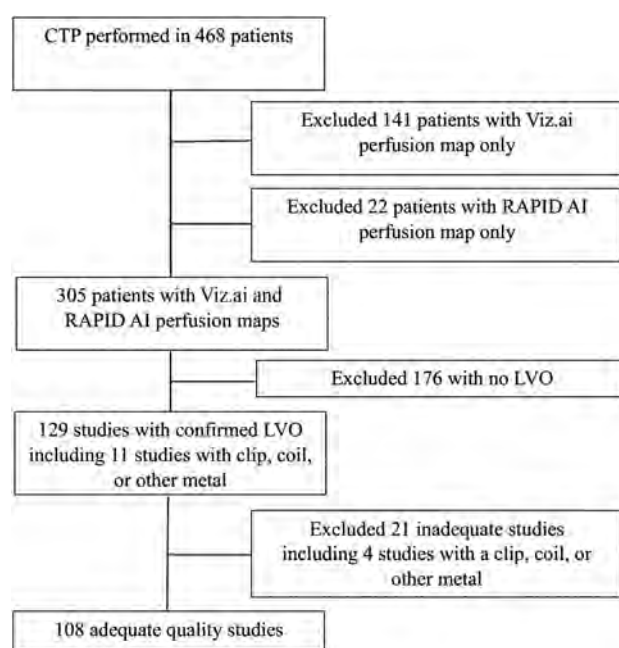 CTP performed in 468 patients
Excluded 141 patients with Viz.ai
perfusion map only
Excluded 22 patients with RAPID AI
perfusion map only
305 patients with Viz.ai and
RAPID AI perfusion maps
Excluded 176 with no LVO
129 studies with confirmed LVO
including 11 studies with clip, coil,
or other metal
Excluded 21 inadequate studies
including 4 studies with a clip, coil, or
other metal
108 adequate quality studies